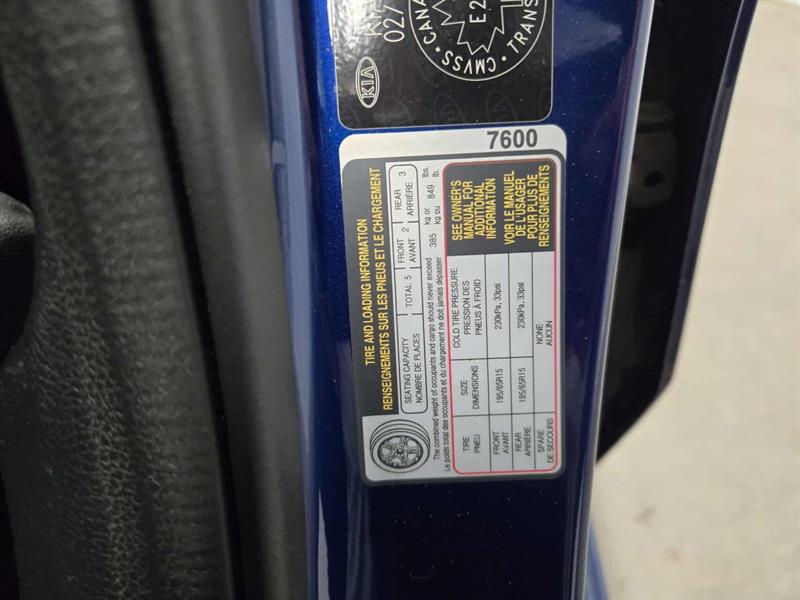 KIA
02/
CMVSS • CANA
TRANS
E2
KIA
7600
TIRE AND LOADING INFORMATION
RENSEIGNEMENTS SUR LES PNEUS ET LE CHARGEMENT
SEATING CAPACITY TOTAL 5 FRONT 2 REAR 3
NOMBRE DE PLACES AVANT ARRIÈRE
The combined weight of occupants and cargo should never exceed 385 kg or 849 lbs.
Le poids total des occupants et du chargement ne doit jamais dépasser kg ou lb.
TIRE SIZE COLD TIRE PRESSURE
PNEU DIMENSIONS PRESSION DES
PNEUS À FROID
FRONT 195/65R15 230kPa, 33psi
AVANT
REAR 195/65R15 230kPa, 33psi
ARRIERE
SPARE NONE
DE SECOURS AUCUN
SEE OWNER'S
MANUAL FOR
ADDITIONAL
INFORMATION
VOIR LE MANUEL
DE L'USAGER
POUR PLUS DE
RENSEIGNEMENTS